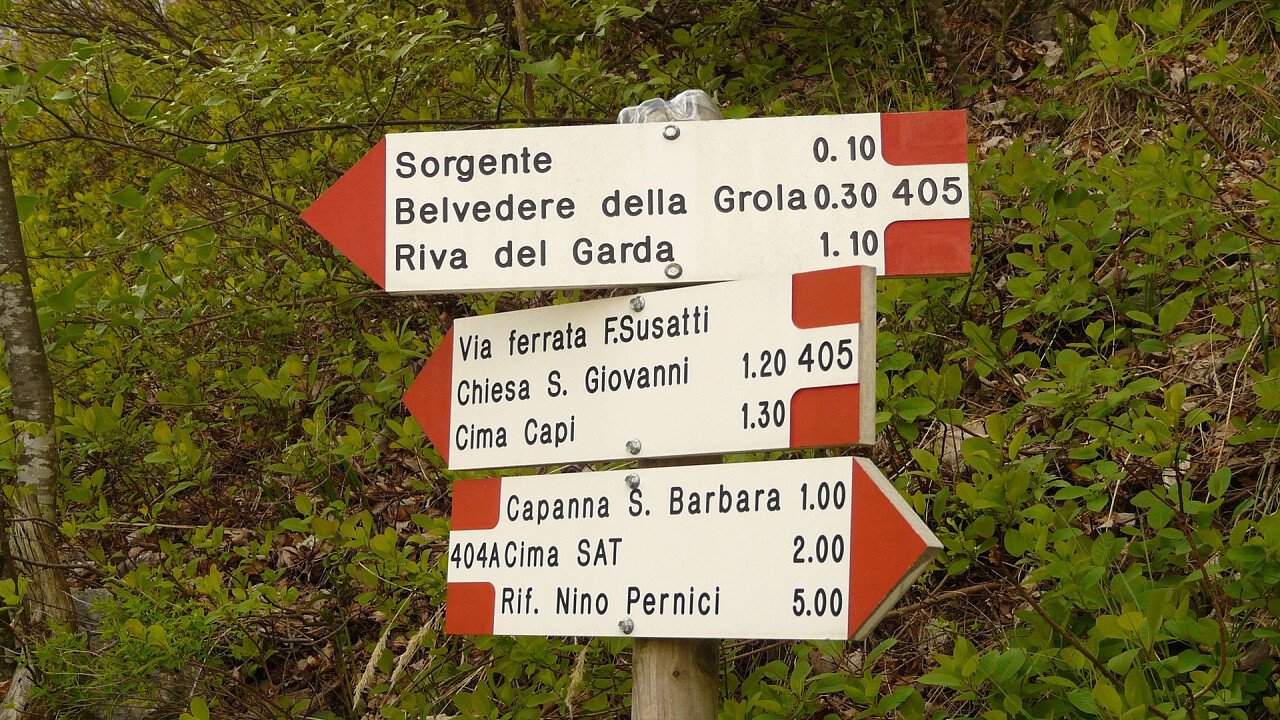 Sorgente 0.10
Belvedere della Grola 0.30 405
Riva del Garda 1.10
Via ferrata F.Susatti
Chiesa S. Giovanni 1.20 405
Cima Capi 1.30
Capanna S. Barbara 1.00
404A Cima SAT 2.00
Rif. Nino Pernici 5.00